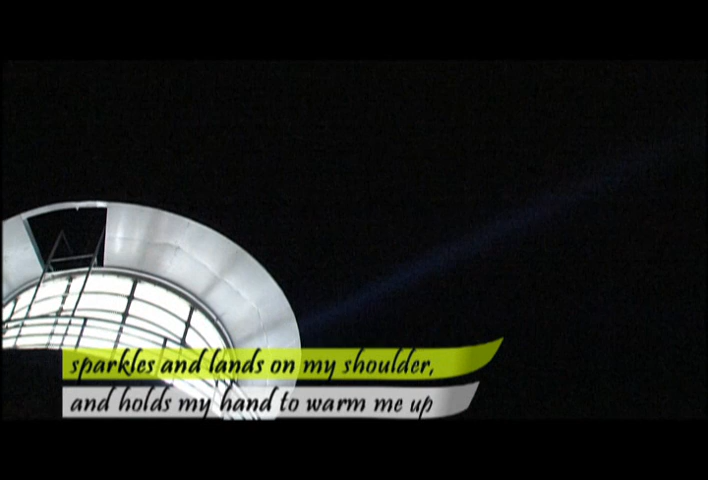 sparkles and lands on my shoulder,
and holds my hand to warm me up